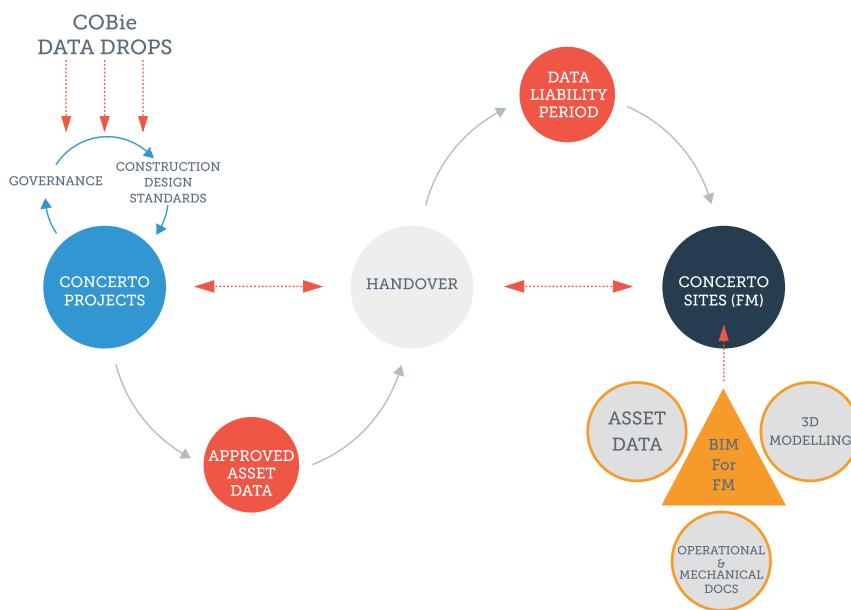 COBie
DATA DROPS
GOVERNANCE
CONSTRUCTION
DESIGN
STANDARDS
CONCERTO
PROJECTS
APPROVED
ASSET
DATA
HANDOVER
DATA
LIABILITY
PERIOD
CONCERTO
SITES (FM)
ASSET
DATA
BIM
For
FM
3D
MODELLING
OPERATIONAL
&
MECHANICAL
DOCS